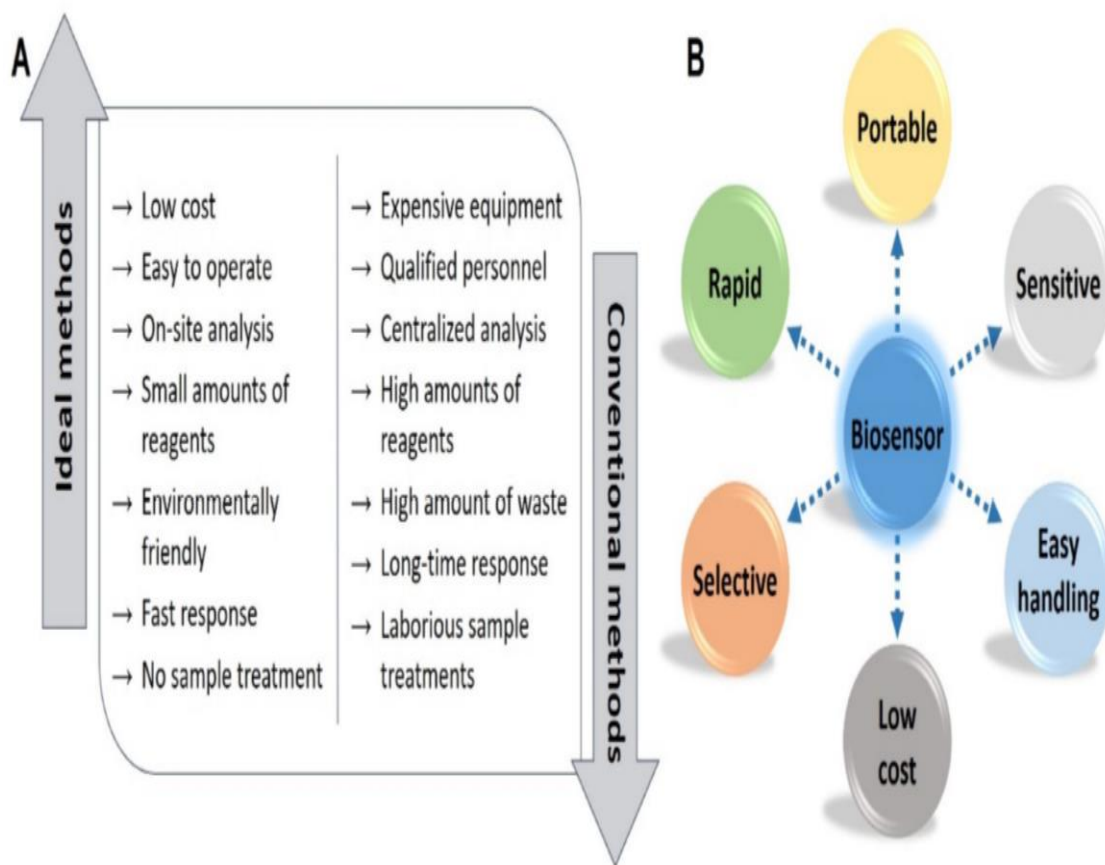 A
Ideal methods
→ Low cost
→ Easy to operate
→ On-site analysis
→ Small amounts of
reagents
→ Environmentally
friendly
→ Fast response
→ No sample treatment
→ Expensive equipment
→ Qualified personnel
→ Centralized analysis
→ High amounts of
reagents
→ High amount of waste
→ Long-time response
→ Laborious sample
treatments
Conventional methods
B
Portable
Rapid
Sensitive
Biosensor
Selective
Easy
handling
Low
cost